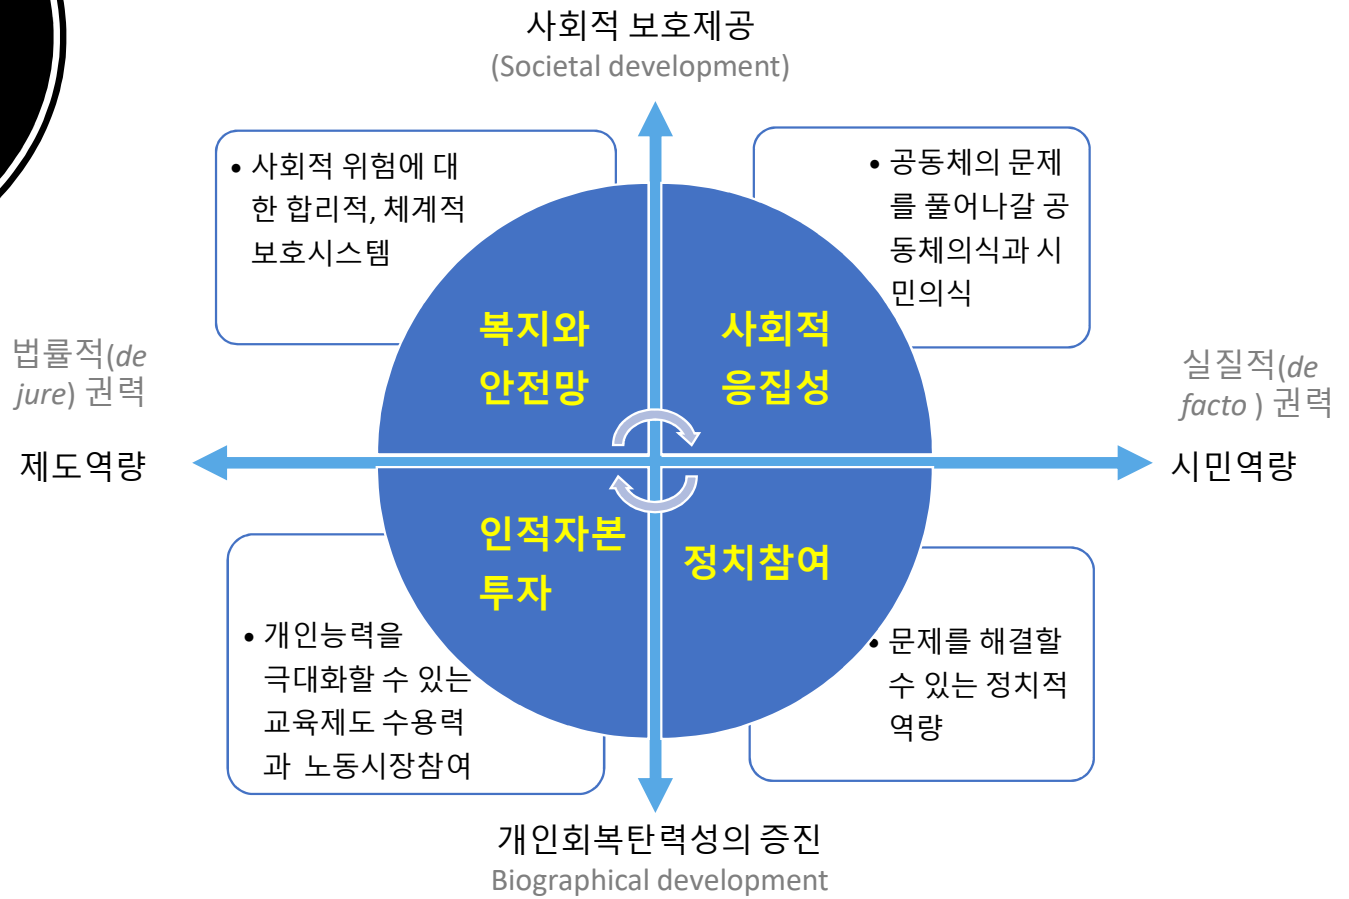 사회적 보호제공
(Societal development)
• 사회적 위험에 대
한 합리적, 체계적
보호시스템
• 공동체의 문제
를 풀어나갈 공
동체의식과 시
민의식
복지와
안전망
사회적
응집성
법률적(de
jure) 권력
실질적(de
facto ) 권력
제도역량
시민역량
인적자본
투자
정치참여
• 개인능력을
극대화할 수 있는
교육제도 수용력
과 노동시장참여
• 문제를 해결할
수 있는 정치적
역량
개인회복탄력성의 증진
Biographical development